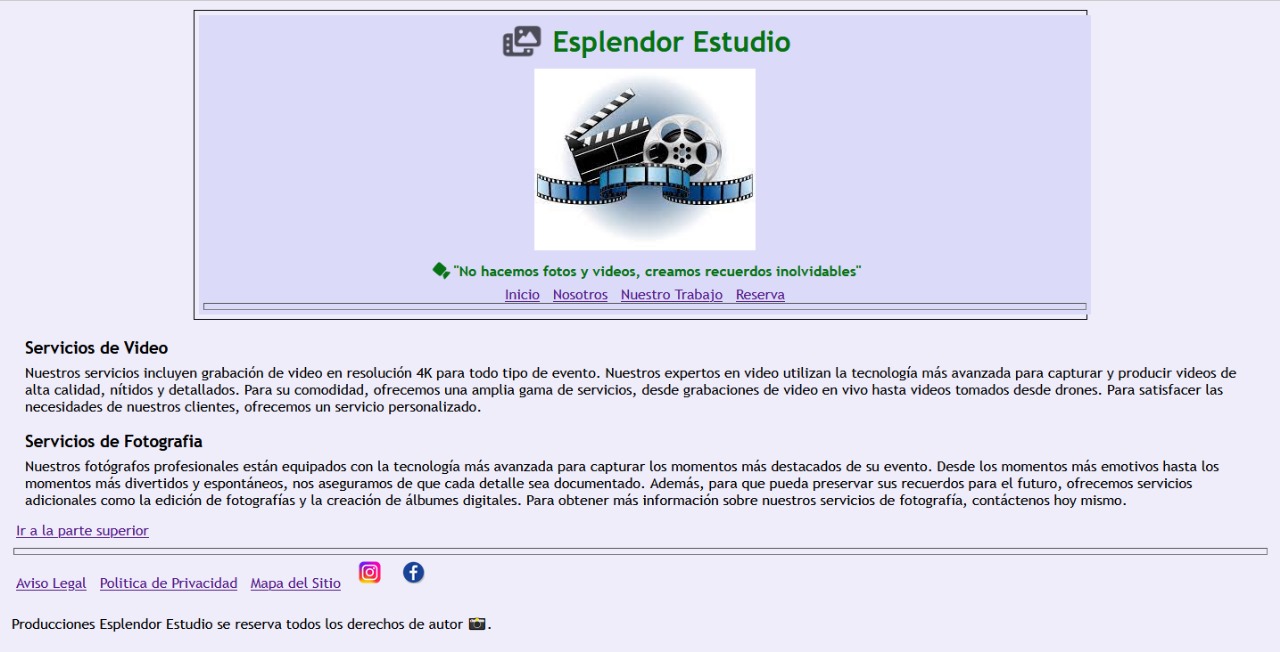 Esplendor Estudio
"No hacemos fotos y videos, creamos recuerdos inolvidables"
Inicio Nosotros Nuestro Trabajo Reserva
Servicios de Video
Nuestros servicios incluyen grabación de video en resolución 4K para todo tipo de evento. Nuestros expertos en video utilizan la tecnología más avanzada para capturar y producir videos de
alta calidad, nítidos y detallados. Para su comodidad, ofrecemos una amplia gama de servicios, desde grabaciones de video en vivo hasta videos tomados desde drones. Para satisfacer las
necesidades de nuestros clientes, ofrecemos un servicio personalizado.
Servicios de Fotografia
Nuestros fotógrafos profesionales están equipados con la tecnología más avanzada para capturar los momentos más destacados de su evento. Desde los momentos más emotivos hasta los
momentos más divertidos y espontáneos, nos aseguramos de que cada detalle sea documentado. Además, para que pueda preservar sus recuerdos para el futuro, ofrecemos servicios
adicionales como la edición de fotografías y la creación de álbumes digitales. Para obtener más información sobre nuestros servicios de fotografía, contáctenos hoy mismo.
Ir a la parte superior
Aviso Legal Politica de Privacidad Mapa del Sitio
Producciones Esplendor Estudio se reserva todos los derechos de autor 📷.